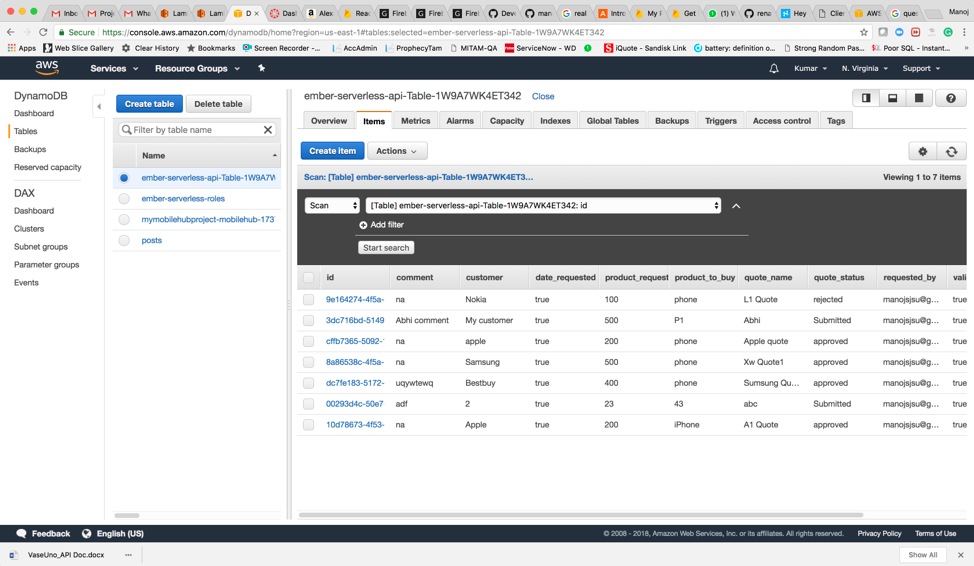 Inbo Proj Wha Lam Lam D × Das Alex Rea Fire Fire Fire Dev man real Intro My Get (1) rena Hey Clie AWS ques Manoj
Secure https://console.aws.amazon.com/dynamodb/home?region=us-east-1#tables:selected=ember-serverless-api-Table-1W9A7WK4ET342
Apps Web Slice Gallery Clear History Bookmarks Screen Recorder -... AccAdmin ProphecyTam MITAM-QA ServiceNow - WD iQuote - Sandisk Link battery: definition o... Strong Random Pas... Poor SQL - Instant... »
aws Services Resource Groups Kumar N. Virginia Support
DynamoDB
Dashboard
Tables
Backups
Reserved capacity
DAX
Dashboard
Clusters
Subnet groups
Parameter groups
Events
Create table Delete table
Filter by table name
Name
ember-serverless-api-Table-1W9A7W
ember-serverless-roles
mymobilehubproject-mobilehub-173
posts
ember-serverless-api-Table-1W9A7WK4ET342 Close
Overview Items Metrics Alarms Capacity Indexes Global Tables Backups Triggers Access control Tags
Create item Actions
Scan: [Table] ember-serverless-api-Table-1W9A7WK4ET3... Viewing 1 to 7 items
Scan [Table] ember-serverless-api-Table-1W9A7WK4ET342: id
Add filter
Start search
id comment customer date_requested product_request product_to_buy quote_name quote_status requested_by vali
9e164274-4f5a- na Nokia true 100 phone L1 Quote rejected manojsjsu@g... true
3dc716bd-5149 Abhi comment My customer true 500 P1 Abhi Submitted manojsjsu@g... true
cffb7365-5092- na apple true 200 phone Apple quote approved manojsjsu@g... true
8a86538c-4f5a- na Samsung true 500 phone Xw Quote1 approved manojsjsu@g... true
dc7fe183-5172- uqywtewq Bestbuy true 400 phone Sumsung Qu... approved manojsjsu@g... true
00293d4c-50e7 adf 2 true 23 43 abc Submitted manojsjsu@g... true
10d78673-4f53- na Apple true 200 iPhone A1 Quote approved manojsjsu@g... true
Feedback English (US) © 2008 - 2018, Amazon Web Services, Inc. or its affiliates. All rights reserved. Privacy Policy Terms of Use
VaseUno_API Doc.docx Show All